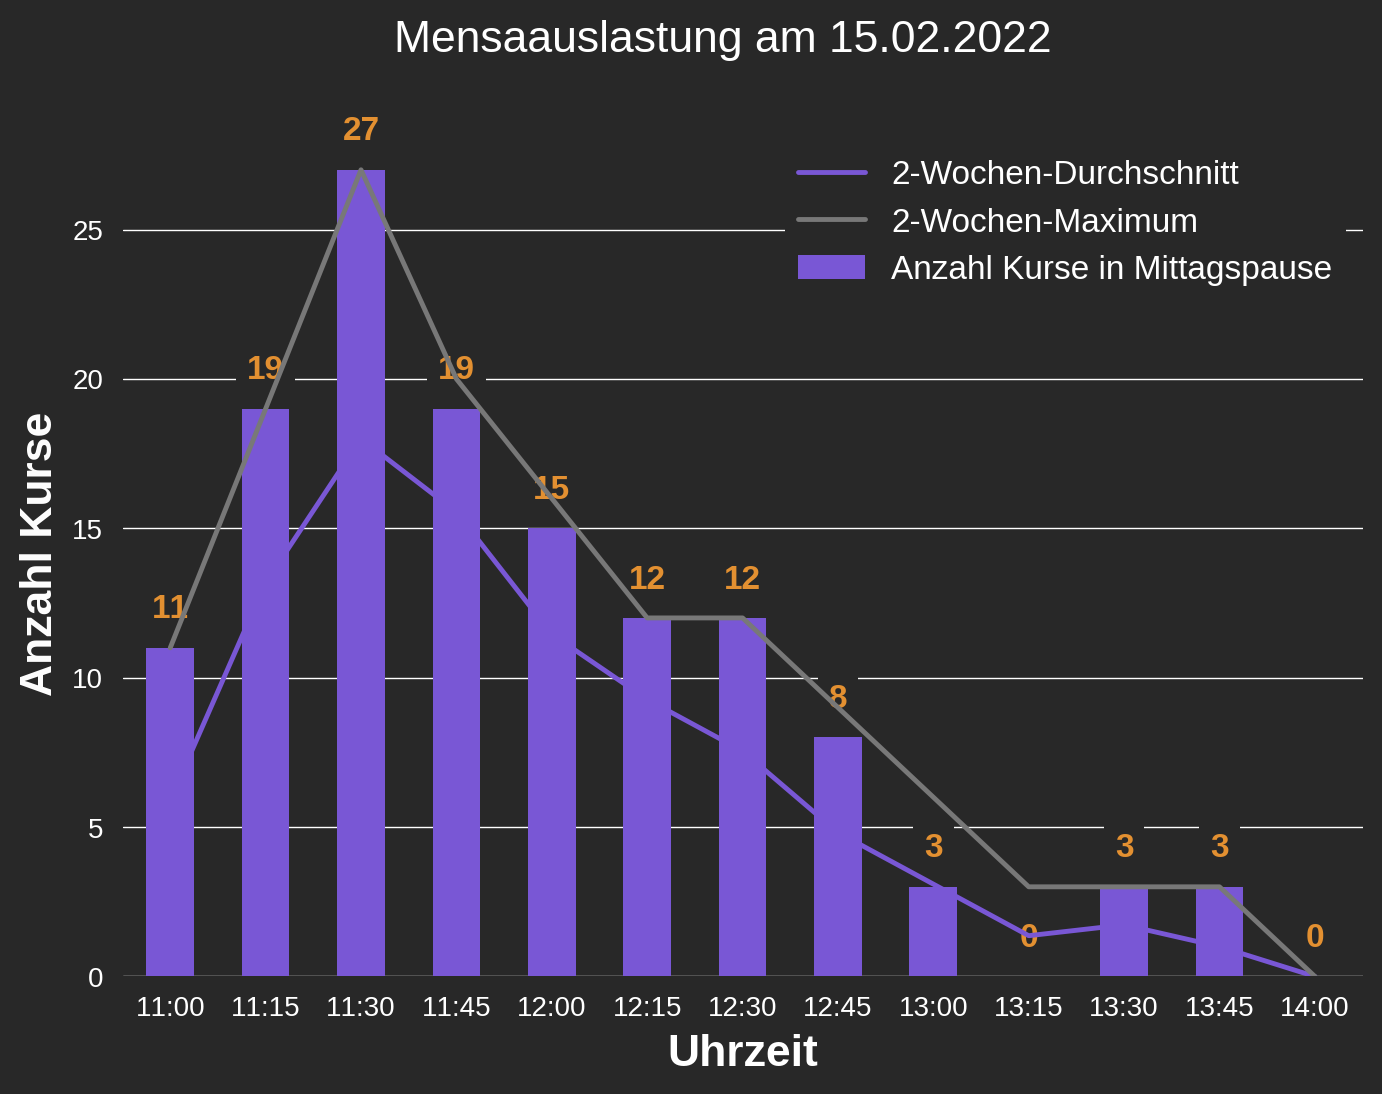 Mensaauslastung am 15.02.2022
27
2-Wochen-Durchschnitt
2-Wochen-Maximum
Anzahl Kurse in Mittagspause
25
19
19
20
15
15
12
12
11
10
8
5
3
3
3
0
0
0
Anzahl Kurse
11:00 11:15 11:30 11:45 12:00 12:15 12:30 12:45 13:00 13:15 13:30 13:45 14:00
Uhrzeit